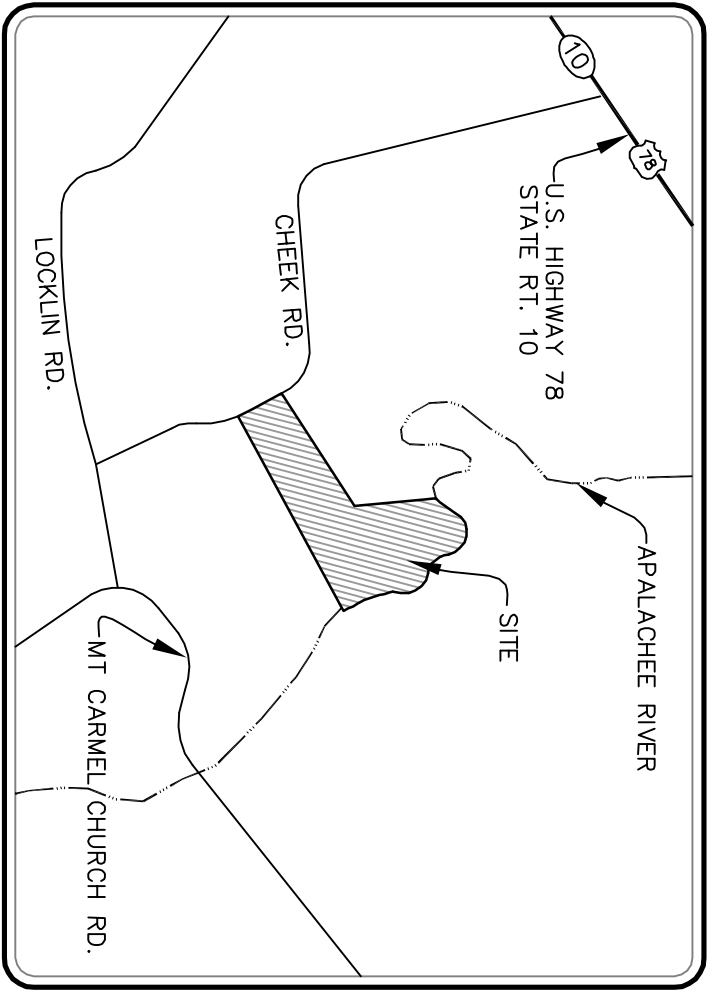 10
78
U.S. HIGHWAY 78
STATE RT. 10
APALACHEE RIVER
SITE
CHEEK RD.
LOCKLIN RD.
MT CARMEL CHURCH RD.